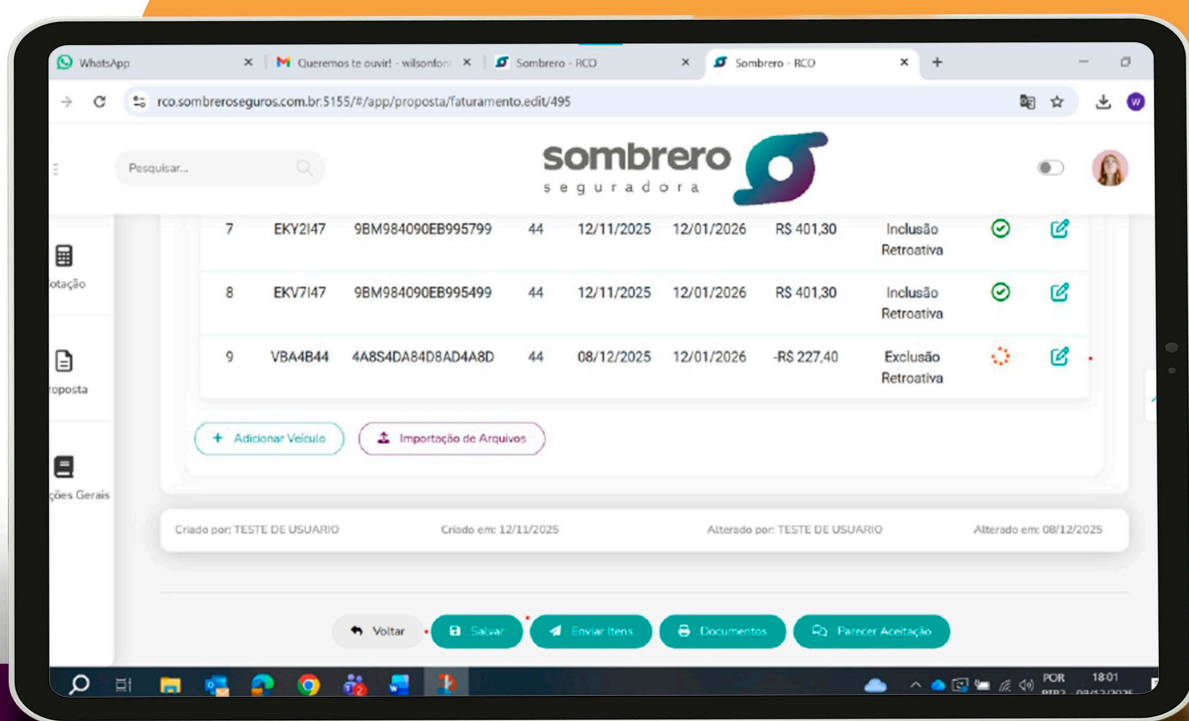 WhatsApp
Queremos te ouvir! - wilsonfon
Sombrero - RCO
Sombrero - RCO
rco.sombreroseguros.com.br:5155/#/app/proposta/faturamento.edit/495
W
Pesquisar...
sombrero
seguradora
7 EKY2I47 9BM984090EB995799 44 12/11/2025 12/01/2026 R$ 401,30 Inclusão
Retroativa
otação
8 EKV7I47 9BM984090EB995499 44 12/11/2025 12/01/2026 R$ 401,30 Inclusão
Retroativa
9 VBA4B44 4A8S4DA84D8AD4A8D 44 08/12/2025 12/01/2026 -R$ 227,40 Exclusão
Retroativa
roposta
+ Adicionar Veículo
Importação de Arquivos
ções Gerais
Criado por: TESTE DE USUARIO Criado em: 12/11/2025 Alterado por: TESTE DE USUARIO Alterado em: 08/12/2025
Voltar Salvar Enviar Itens Documentos Parecer Aceitação
POR 18:01